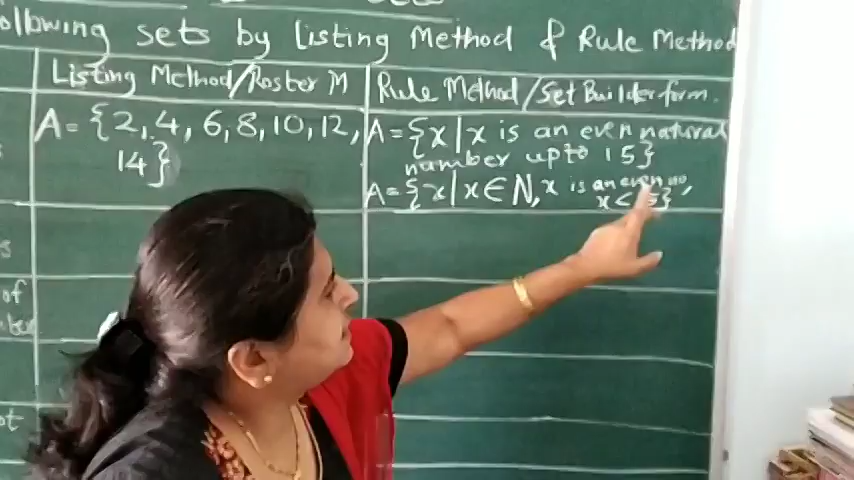 ollowing sets by Listing Method & Rule Method
Listing Method/Roster M
Rule Method/Set Builder form.
A = {2, 4, 6, 8, 10, 12,
14}
A = {x | x is an even natural
number upto 15}
A = {x | x ∈ N, x is an even no,
x <
s
of
ot